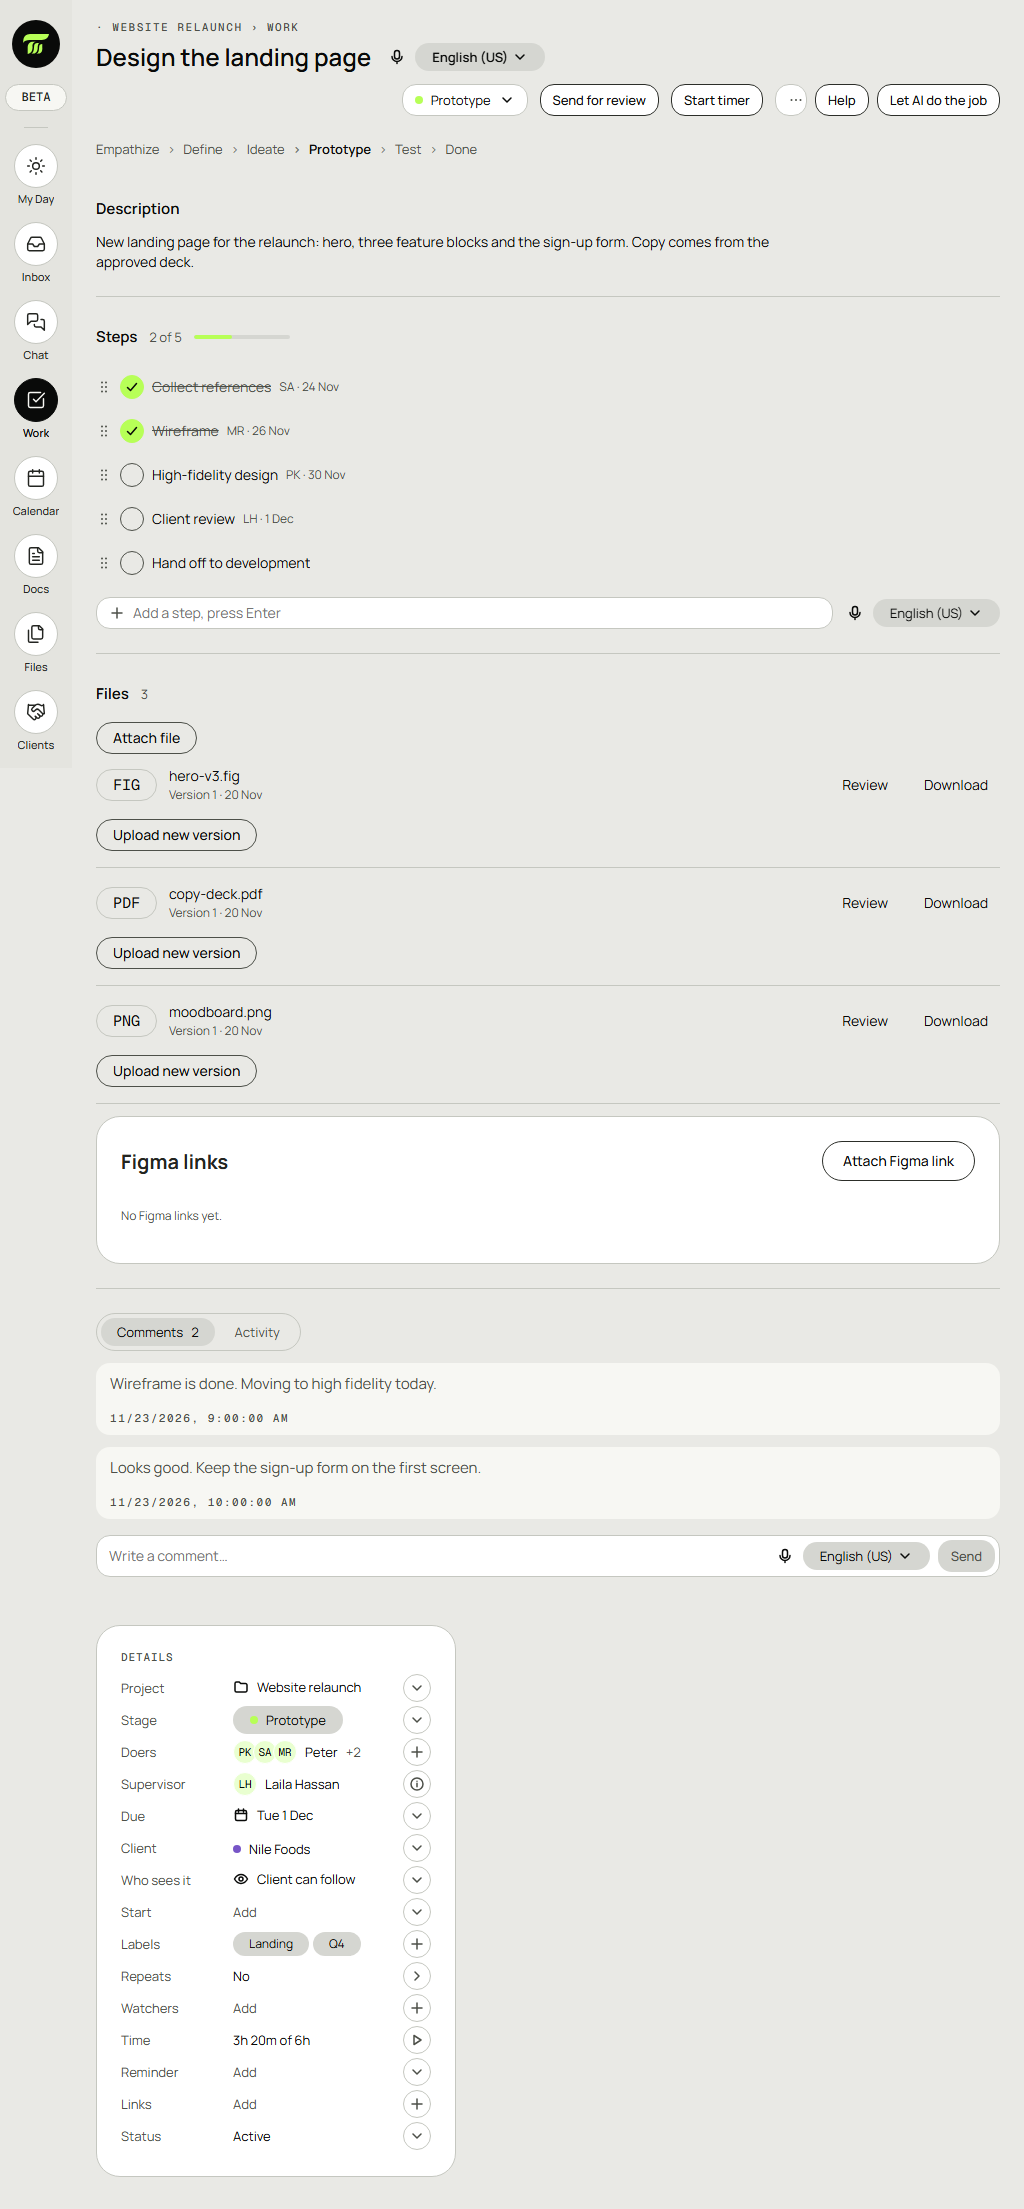 · WEBSITE RELAUNCH › WORK
Design the landing page
English (US)
BETA
Prototype
Send for review
Start timer
...
Help
Let AI do the job
Empathize › Define › Ideate › Prototype › Test › Done
My Day
Inbox
Chat
Work
Calendar
Docs
Files
Clients
Description
New landing page for the relaunch: hero, three feature blocks and the sign-up form. Copy comes from the
approved deck.
Steps 2 of 5
Collect references SA · 24 Nov
Wireframe MR · 26 Nov
High-fidelity design PK · 30 Nov
Client review LH · 1 Dec
Hand off to development
Add a step, press Enter
English (US)
Files 3
Attach file
FIG
hero-v3.fig
Version 1 · 20 Nov
Review
Download
Upload new version
PDF
copy-deck.pdf
Version 1 · 20 Nov
Review
Download
Upload new version
PNG
moodboard.png
Version 1 · 20 Nov
Review
Download
Upload new version
Figma links
Attach Figma link
No Figma links yet.
Comments 2
Activity
Wireframe is done. Moving to high fidelity today.
11/23/2026, 9:00:00 AM
Looks good. Keep the sign-up form on the first screen.
11/23/2026, 10:00:00 AM
Write a comment...
English (US)
Send
DETAILS
Project Website relaunch
Stage Prototype
Doers PK SA MR Peter +2
Supervisor LH Laila Hassan
Due Tue 1 Dec
Client Nile Foods
Who sees it Client can follow
Start Add
Labels Landing Q4
Repeats No
Watchers Add
Time 3h 20m of 6h
Reminder Add
Links Add
Status Active